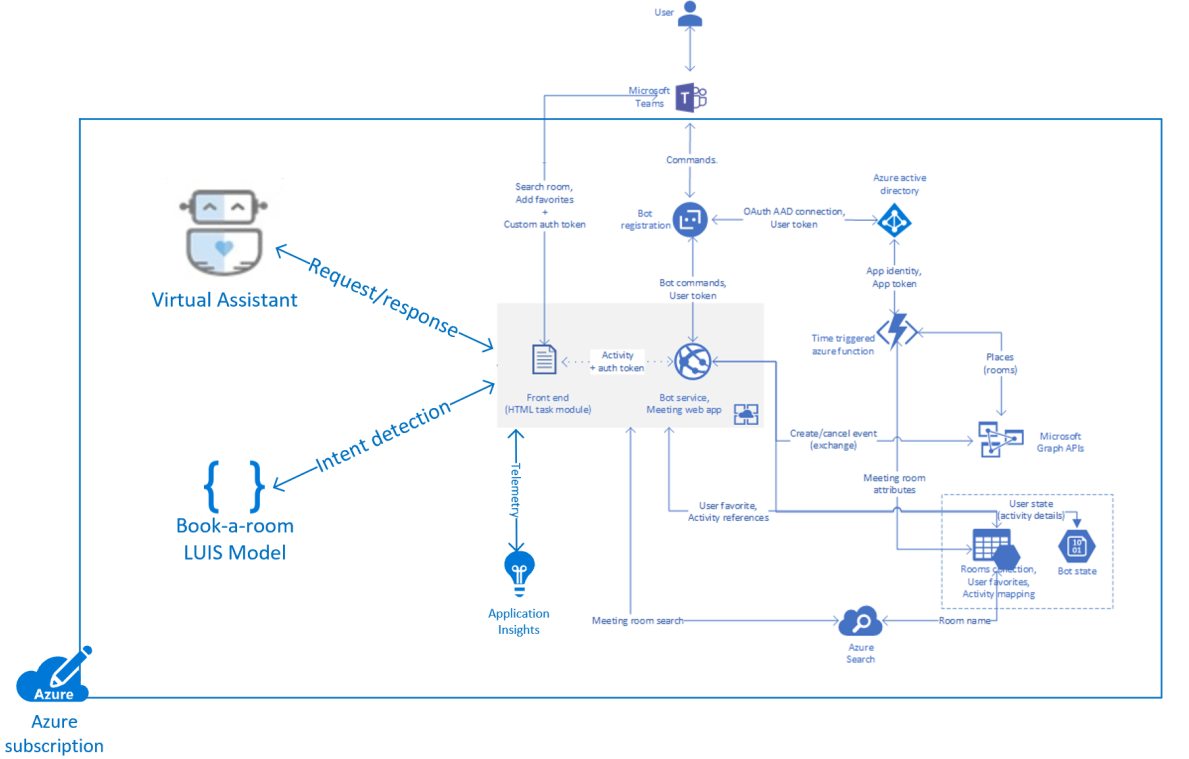 User
Microsoft
Teams
Commands.
Search room,
Add favorites
+
Custom auth token
Bot
registration
OAuth AAD connection,
User token
Azure active
directory
Virtual Assistant
Request/response
Bot commands,
User token
App identity,
App token
Time triggered
azure function
Places
(rooms)
Activity
+ auth token
Front end
(HTML task module)
Bot service,
Meeting web app
Intent detection
Create/cancel event
(exchange)
Microsoft
Graph APIs
{ }
Book-a-room
LUIS Model
Telemetry
Meeting room
attributes
User favorite,
Activity references
User state
(activity details)
10
01
Rooms collection,
User favorites,
Activity mapping
Bot state
Application
Insights
Meeting room search
Room name
Azure
Search
Azure
Azure
subscription